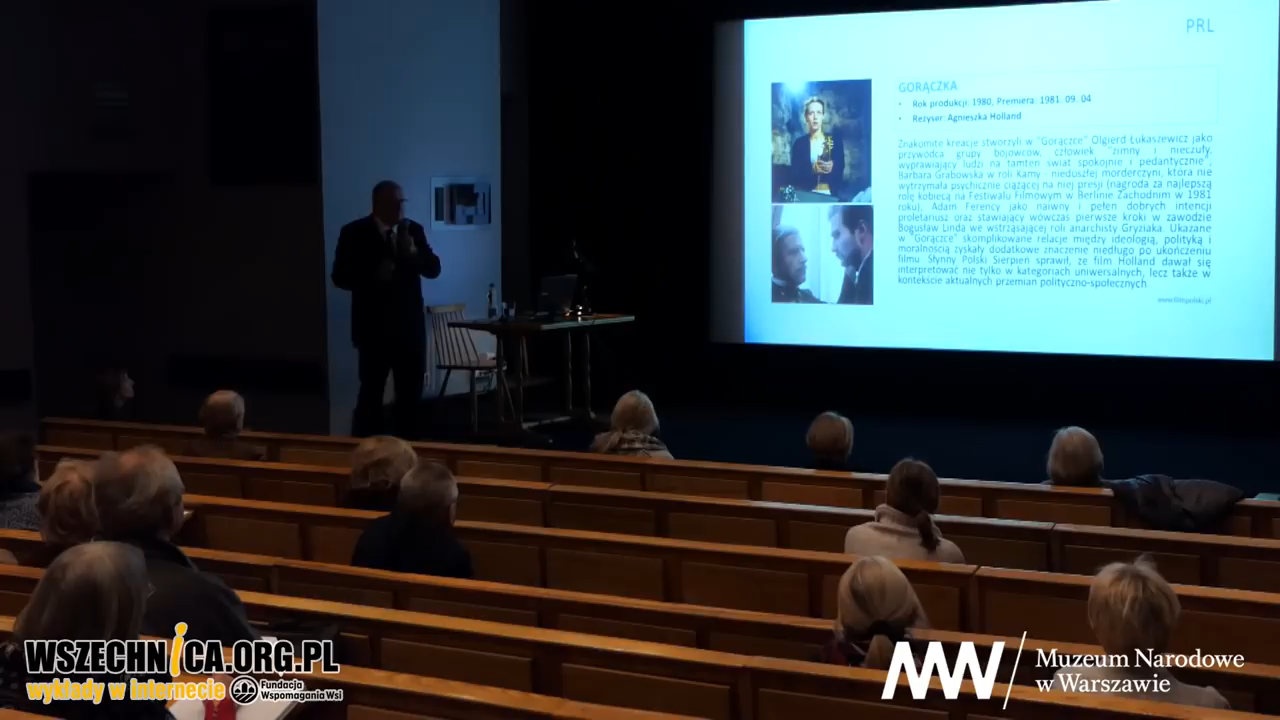 PRL
GORĄCZKA
• Rok produkcji: 1980, Premiera: 1981. 09. 04
• Reżyser: Agnieszka Holland
Znakomite kreacje stworzyli w "Gorączce" Olgierd Łukaszewicz jako
przywódca grupy bojowców, człowiek "zimny i nieczuły,
wyprawiający ludzi na tamten świat spokojnie i pedantycznie",
Barbara Grabowska w roli Kamy - niedoszłej morderczyni, która nie
wytrzymała psychicznie ciążącej na niej presji (nagroda za najlepszą
rolę kobiecą na Festiwalu Filmowym w Berlinie Zachodnim w 1981
roku), Adam Ferency jako naiwny i pełen dobrych intencji
proletariusz oraz stawiający wówczas pierwsze kroki w zawodzie
Bogusław Linda we wstrząsającej roli anarchisty Gryziaka. Ukazane
w "Gorączce" skomplikowane relacje między ideologią, polityką i
moralnością zyskały dodatkowe znaczenie niedługo po ukończeniu
filmu. Słynny Polski Sierpień sprawił, że film Holland dawał się
interpretować nie tylko w kategoriach uniwersalnych, lecz także w
kontekście aktualnych przemian polityczno-społecznych.
www.filmpolski.pl
WSZECHNICA.ORG.PL
wykłady w internecie
Fundacja
Wspomagania Wsi
Muzeum Narodowe
w Warszawie